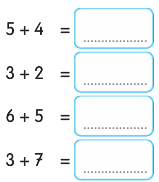 5 + 4 = ....................
3 + 2 = ....................
6 + 5 = ....................
3 + 7 = ....................